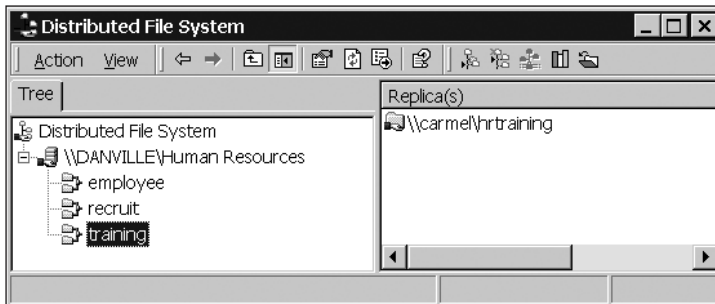 Distributed File System
Action View
Tree
Replica(s)
Distributed File System
\\DANVILLE\Human Resources
employee
recruit
training
\\carmel\hrtraining